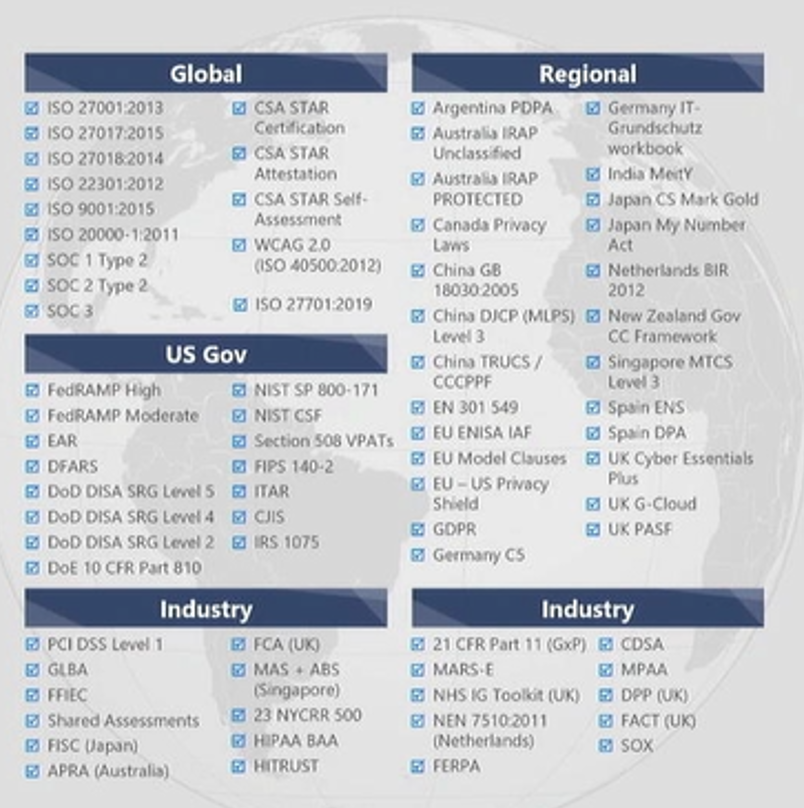 Global
ISO 27001:2013
ISO 27017:2015
ISO 27018:2014
ISO 22301:2012
ISO 9001:2015
ISO 20000-1:2011
SOC 1 Type 2
SOC 2 Type 2
SOC 3
CSA STAR
Certification
CSA STAR
Attestation
CSA STAR Self-
Assessment
WCAG 2.0
(ISO 40500:2012)
ISO 27701:2019
US Gov
FedRAMP High
FedRAMP Moderate
EAR
DFARS
DoD DISA SRG Level 5
DoD DISA SRG Level 4
DoD DISA SRG Level 2
DoE 10 CFR Part 810
NIST SP 800-171
NIST CSF
Section 508 VPATs
FIPS 140-2
ITAR
CJIS
IRS 1075
Industry
PCI DSS Level 1
GLBA
FFIEC
Shared Assessments
FISC (Japan)
APRA (Australia)
FCA (UK)
MAS + ABS
(Singapore)
23 NYCRR 500
HIPAA BAA
HITRUST
Regional
Argentina PDPA
Australia IRAP
Unclassified
Australia IRAP
PROTECTED
Canada Privacy
Laws
China GB
18030:2005
China DJCP (MLPS)
Level 3
China TRUCS /
CCCPPF
EN 301 549
EU ENISA IAF
EU Model Clauses
EU – US Privacy
Shield
GDPR
Germany C5
Germany IT-
Grundschutz
workbook
India MeitY
Japan CS Mark Gold
Japan My Number
Act
Netherlands BIR
2012
New Zealand Gov
CC Framework
Singapore MTCS
Level 3
Spain ENS
Spain DPA
UK Cyber Essentials
Plus
UK G-Cloud
UK PASF
Industry
21 CFR Part 11 (GxP)
MARS-E
NHS IG Toolkit (UK)
NEN 7510:2011
(Netherlands)
FERPA
CDSA
MPAA
DPP (UK)
FACT (UK)
SOX